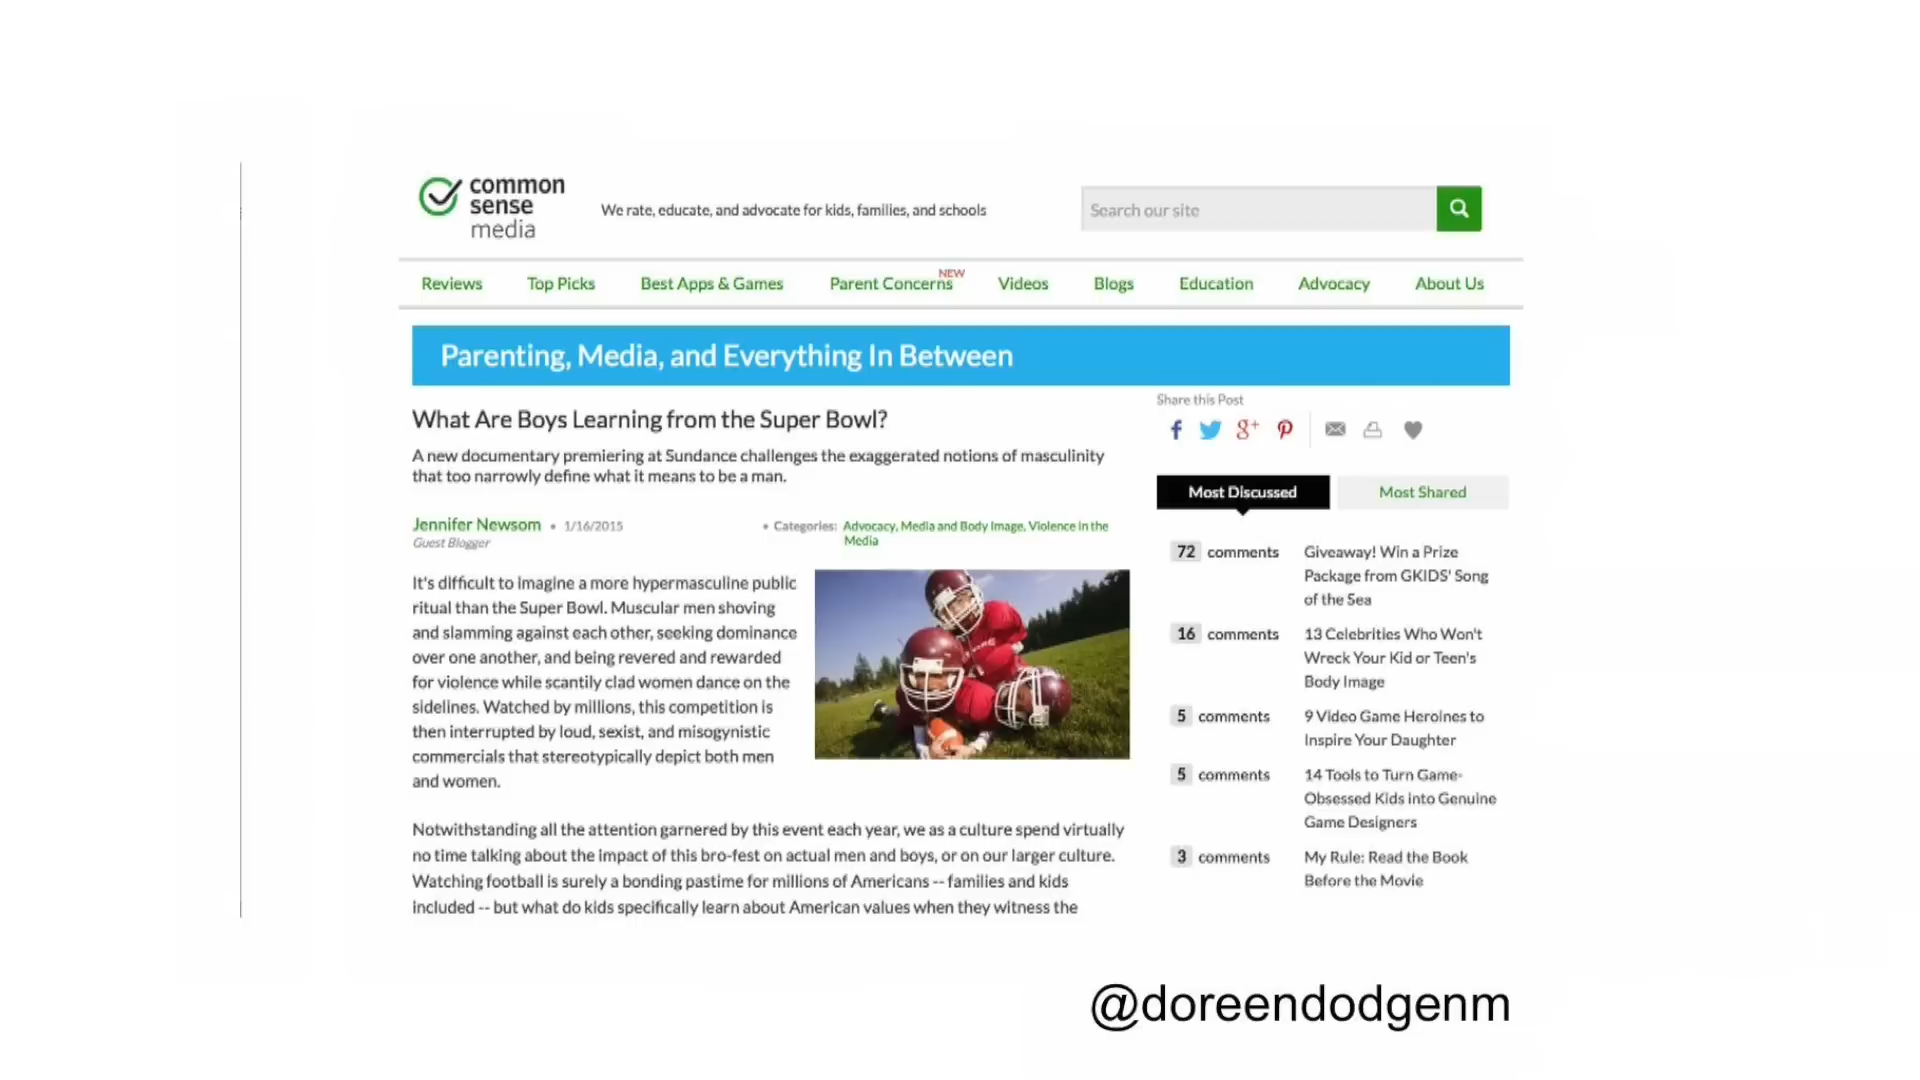 common
sense
media
We rate, educate, and advocate for kids, families, and schools
Search our site
Reviews Top Picks Best Apps & Games Parent Concerns NEW Videos Blogs Education Advocacy About Us
Parenting, Media, and Everything In Between
What Are Boys Learning from the Super Bowl?
A new documentary premiering at Sundance challenges the exaggerated notions of masculinity
that too narrowly define what it means to be a man.
Jennifer Newsom • 1/16/2015
Guest Blogger
• Categories: Advocacy, Media and Body Image, Violence in the
Media
It's difficult to imagine a more hypermasculine public
ritual than the Super Bowl. Muscular men shoving
and slamming against each other, seeking dominance
over one another, and being revered and rewarded
for violence while scantily clad women dance on the
sidelines. Watched by millions, this competition is
then interrupted by loud, sexist, and misogynistic
commercials that stereotypically depict both men
and women.
Notwithstanding all the attention garnered by this event each year, we as a culture spend virtually
no time talking about the impact of this bro-fest on actual men and boys, or on our larger culture.
Watching football is surely a bonding pastime for millions of Americans -- families and kids
included -- but what do kids specifically learn about American values when they witness the
Share this Post
Most Discussed Most Shared
72 comments Giveaway! Win a Prize
Package from GKIDS' Song
of the Sea
16 comments 13 Celebrities Who Won't
Wreck Your Kid or Teen's
Body Image
5 comments 9 Video Game Heroines to
Inspire Your Daughter
5 comments 14 Tools to Turn Game-
Obsessed Kids into Genuine
Game Designers
3 comments My Rule: Read the Book
Before the Movie
@doreendodgenm